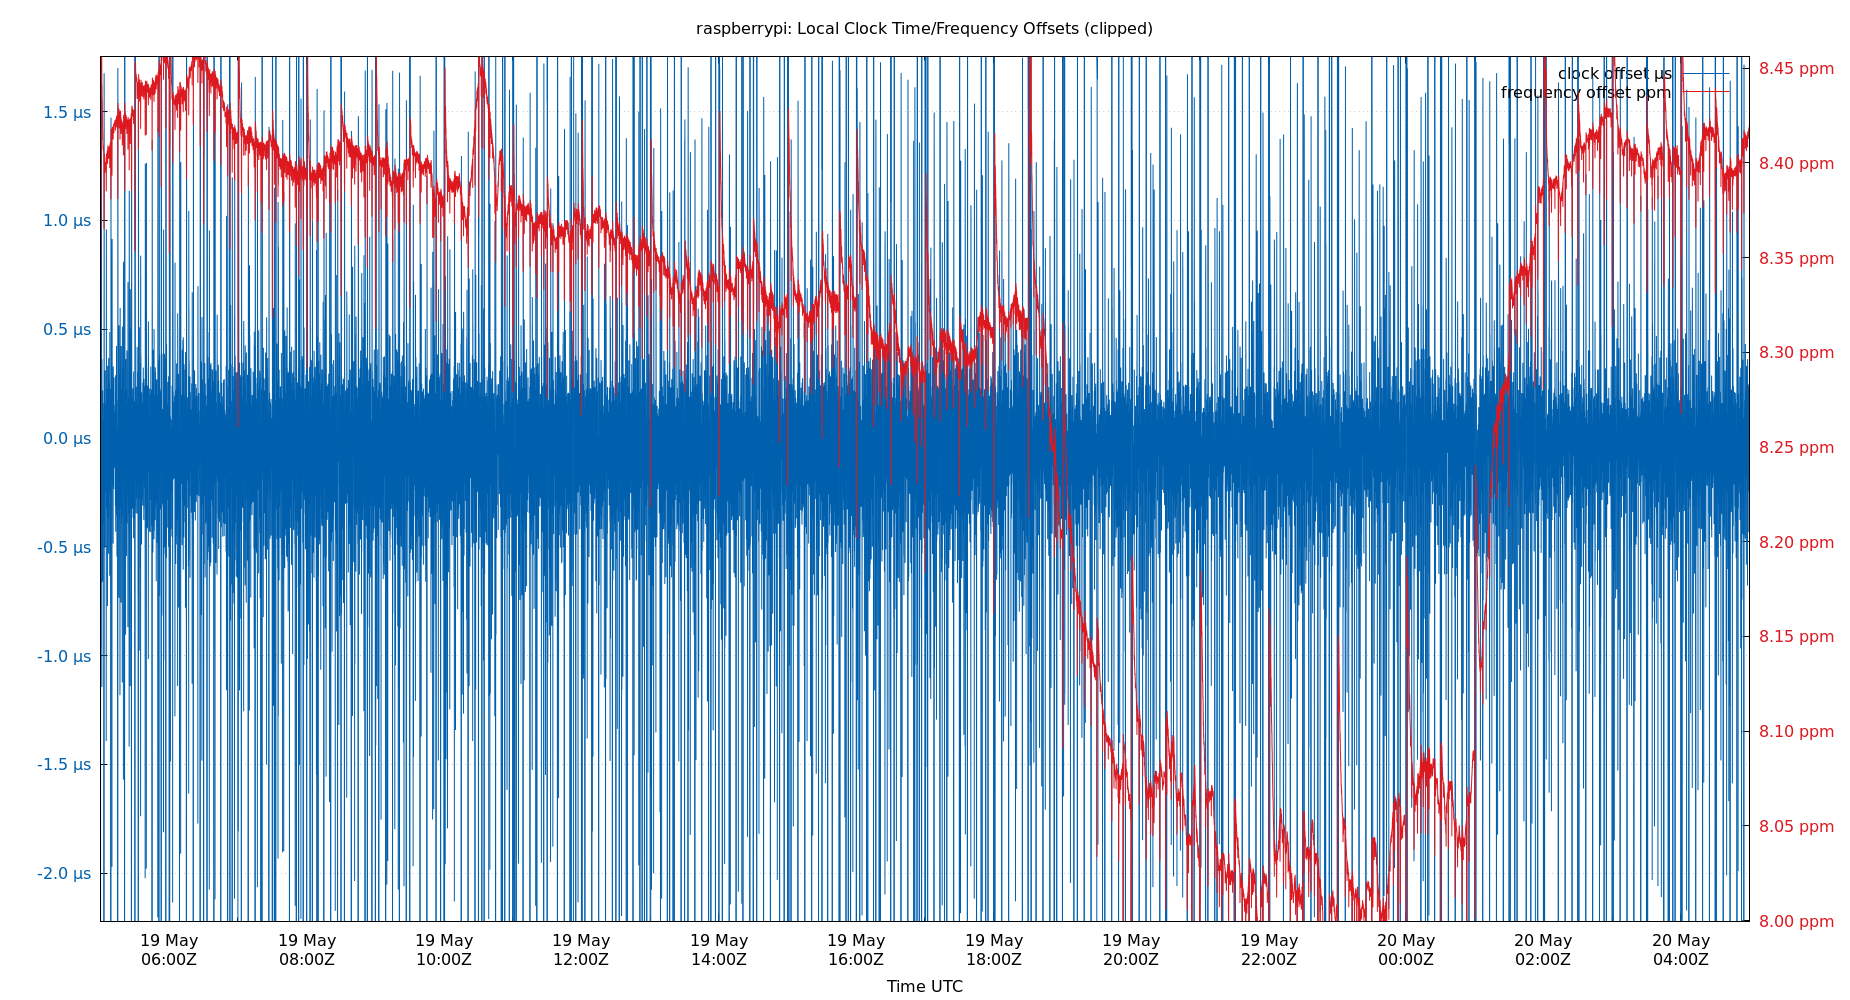 raspberrypi: Local Clock Time/Frequency Offsets (clipped)
clock offset µs
frequency offset ppm
1.5 µs
1.0 µs
0.5 µs
0.0 µs
-0.5 µs
-1.0 µs
-1.5 µs
-2.0 µs
8.45 ppm
8.40 ppm
8.35 ppm
8.30 ppm
8.25 ppm
8.20 ppm
8.15 ppm
8.10 ppm
8.05 ppm
8.00 ppm
19 May 19 May 19 May 19 May 19 May 19 May 19 May 19 May 19 May 20 May 20 May 20 May
06:00Z 08:00Z 10:00Z 12:00Z 14:00Z 16:00Z 18:00Z 20:00Z 22:00Z 00:00Z 02:00Z 04:00Z
Time UTC